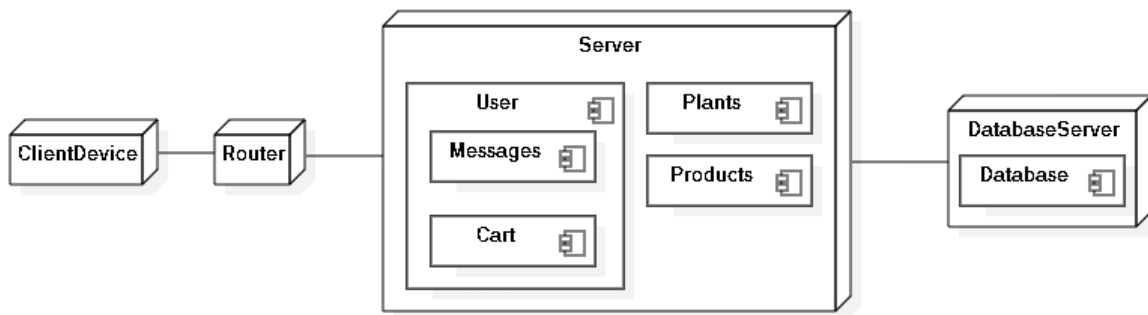 Server
User
Plants
Messages
Products
Cart
ClientDevice
Router
DatabaseServer
Database